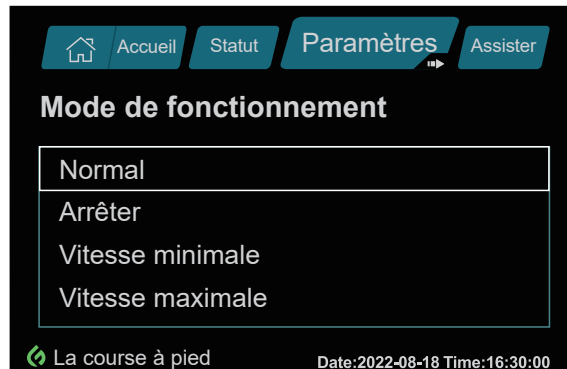 Accueil Statut Paramètres Assister
Mode de fonctionnement
Normal
Arrêter
Vitesse minimale
Vitesse maximale
La course à pied Date:2022-08-18 Time:16:30:00